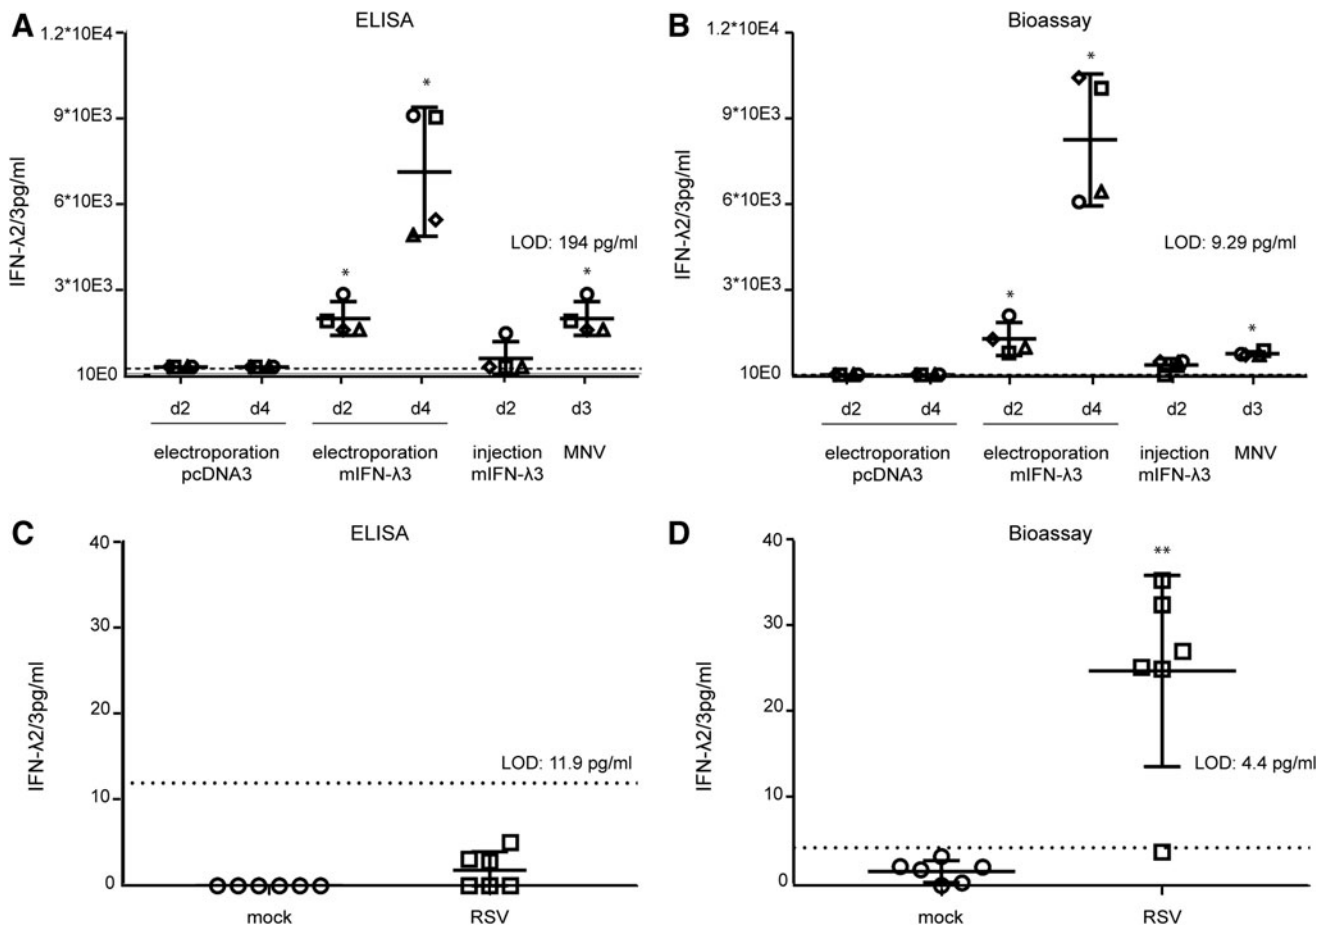 A
ELISA
IFN-λ2/3pg/ml
1.2*10E4
9*10E3
6*10E3
3*10E3
10E0
*
*
*
LOD: 194 pg/ml
d2 d4 d2 d4 d2 d3
electroporation electroporation injection MNV
pcDNA3 mIFN-λ3 mIFN-λ3
B
Bioassay
IFN-λ2/3pg/ml
1.2*10E4
9*10E3
6*10E3
3*10E3
10E0
*
*
*
LOD: 9.29 pg/ml
d2 d4 d2 d4 d2 d3
electroporation electroporation injection MNV
pcDNA3 mIFN-λ3 mIFN-λ3
C
ELISA
IFN-λ2/3pg/ml
40
30
20
10
0
LOD: 11.9 pg/ml
mock RSV
D
Bioassay
IFN-λ2/3pg/ml
40
30
20
10
0
**
LOD: 4.4 pg/ml
mock RSV